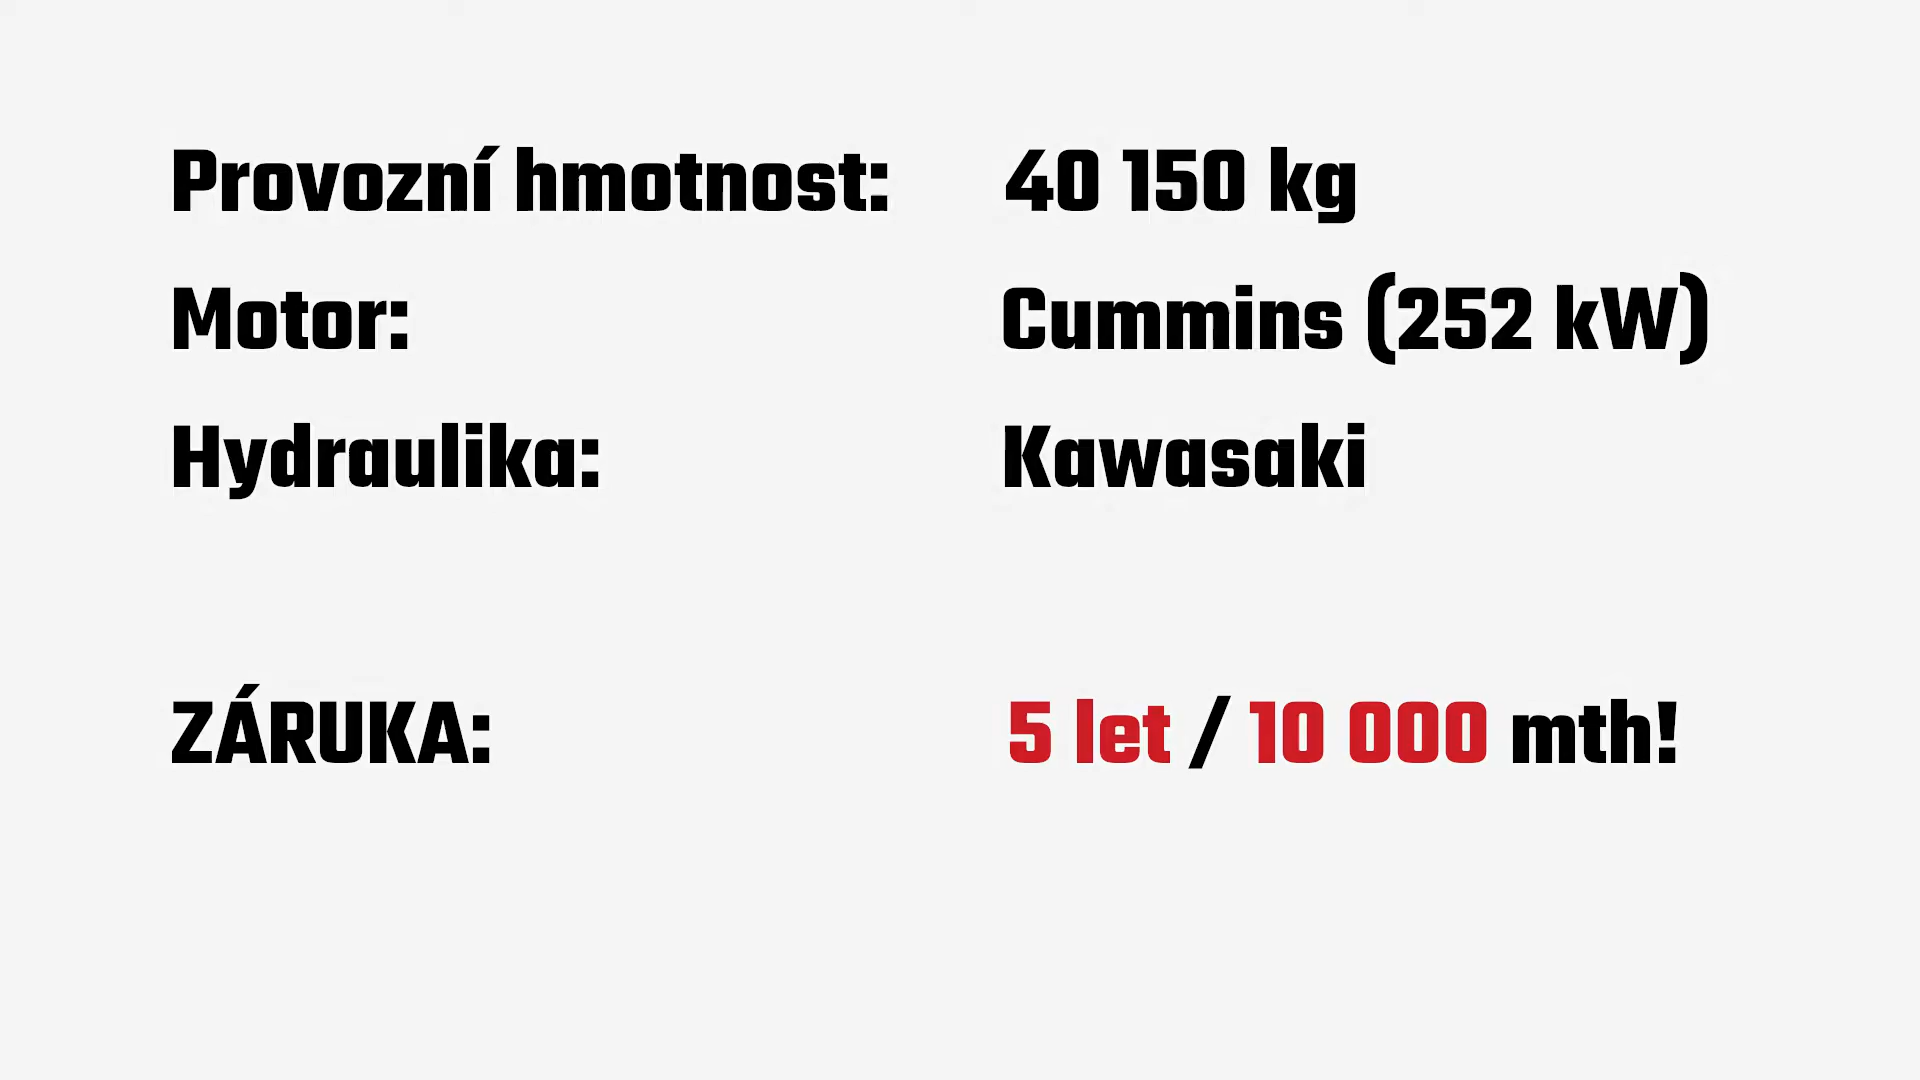 Provozní hmotnost: 40 150 kg
Motor: Cummins (252 kW)
Hydraulika: Kawasaki
ZÁRUKA: 5 let / 10 000 mth!